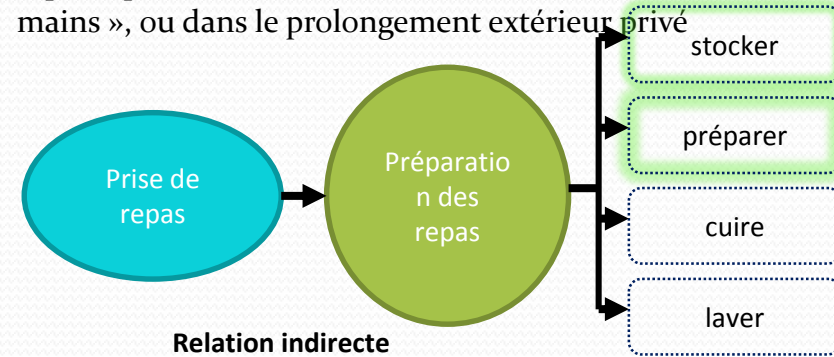 mains », ou dans le prolongement extérieur privé
stocker
préparer
cuire
laver
Prise de
repas
Préparatio
n des
repas
Relation indirecte